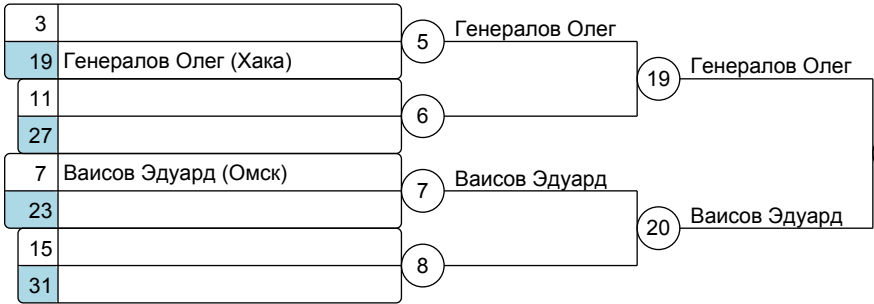 3
5
Генералов Олег
19 Генералов Олег (Хака)
19
Генералов Олег
11
6
27
7 Ваисов Эдуард (Омск)
7
Ваисов Эдуард
23
20
Ваисов Эдуард
15
8
31